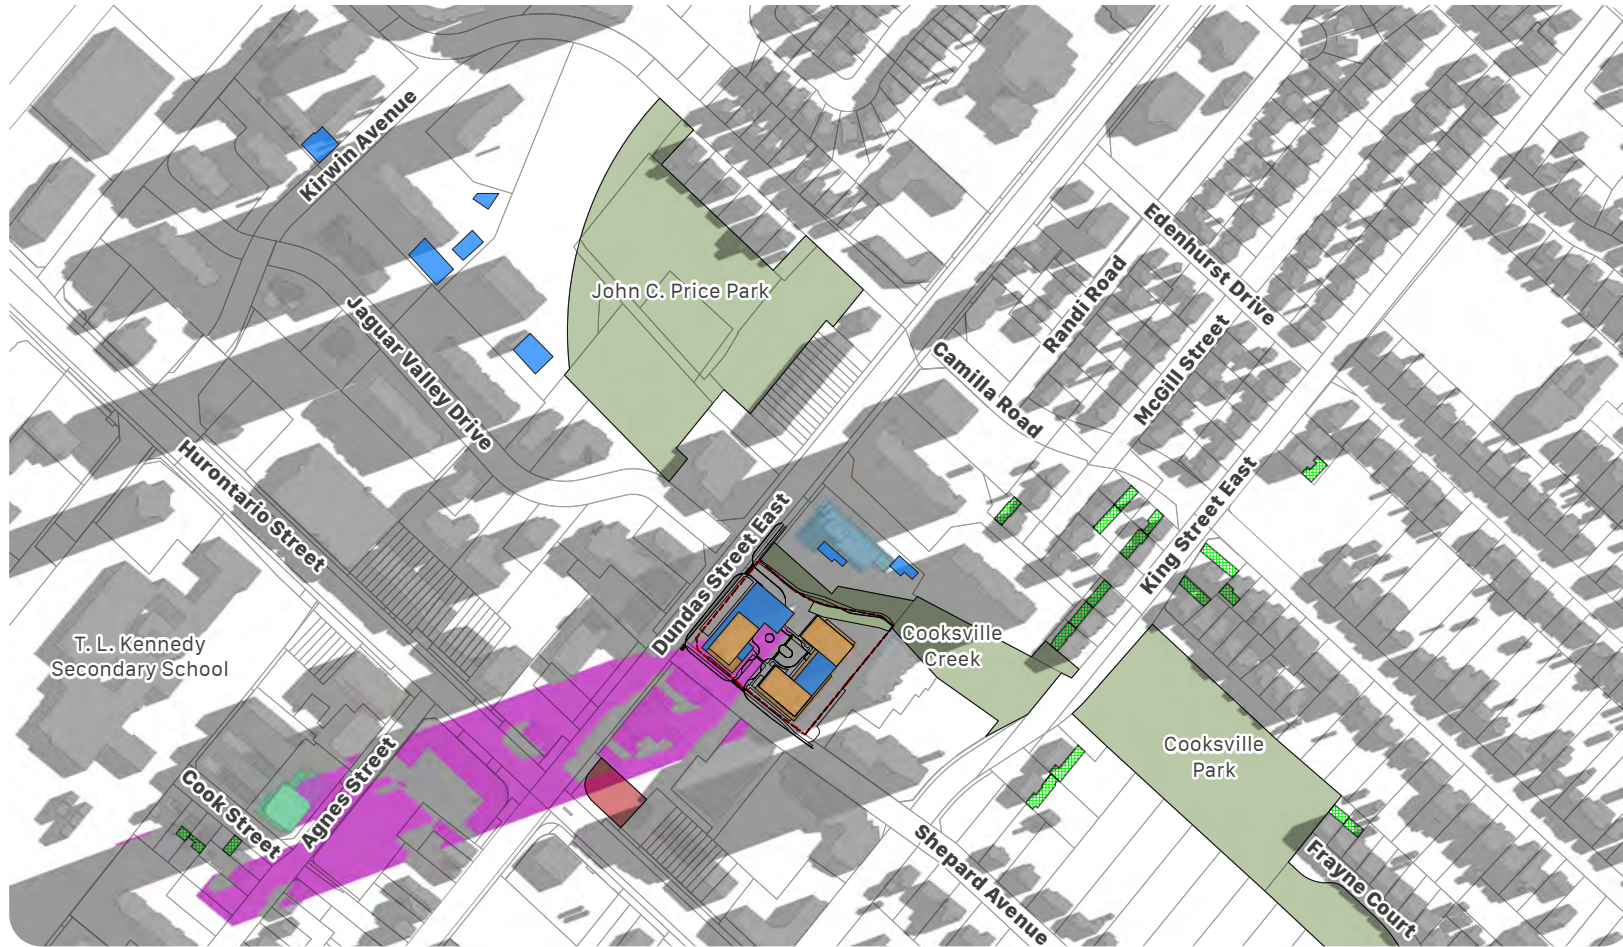 Kirwin Avenue
Edenhurst Drive
Randi Road
John C. Price Park
Jaguar Valley Drive
McGill Street
Camilla Road
Hurontario Street
King Street East
Dundas Street East
T. L. Kennedy
Secondary School
Cooksville
Creek
Cooksville
Park
Cook Street
Agnes Street
Shepard Avenue
Frayne Court